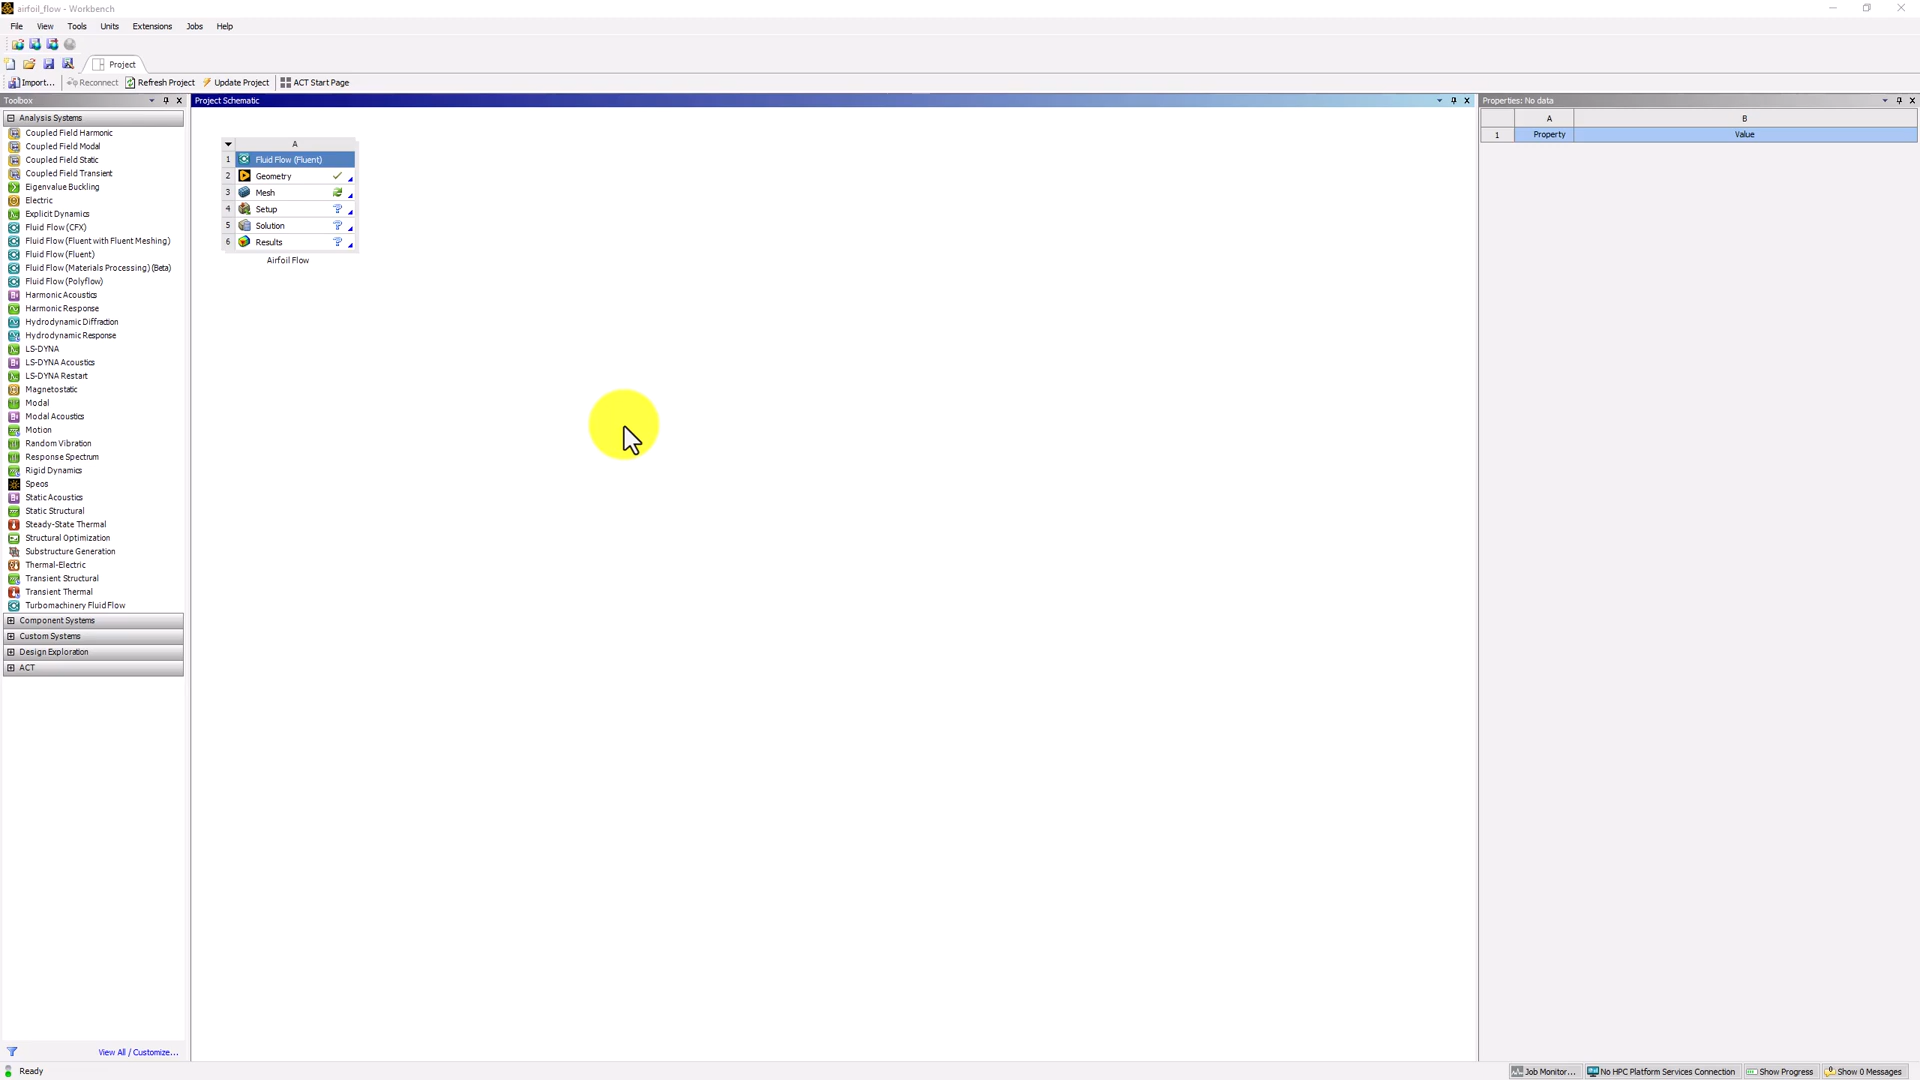 airfoil_flow - Workbench
File View Tools Units Extensions Jobs Help
Project
Import... Reconnect Refresh Project Update Project ACT Start Page
Toolbox
Analysis Systems
Coupled Field Harmonic
Coupled Field Modal
Coupled Field Static
Coupled Field Transient
Eigenvalue Buckling
Electric
Explicit Dynamics
Fluid Flow (CFX)
Fluid Flow (Fluent with Fluent Meshing)
Fluid Flow (Fluent)
Fluid Flow (Materials Processing) (Beta)
Fluid Flow (Polyflow)
Harmonic Acoustics
Harmonic Response
Hydrodynamic Diffraction
Hydrodynamic Response
LS-DYNA
LS-DYNA Acoustics
LS-DYNA Restart
Magnetostatic
Modal
Modal Acoustics
Motion
Random Vibration
Response Spectrum
Rigid Dynamics
Speos
Static Acoustics
Static Structural
Steady-State Thermal
Structural Optimization
Substructure Generation
Thermal-Electric
Transient Structural
Transient Thermal
Turbomachinery Fluid Flow
Component Systems
Custom Systems
Design Exploration
ACT
View All / Customize...
Project Schematic
A
1 Fluid Flow (Fluent)
2 Geometry
3 Mesh
4 Setup
5 Solution
6 Results
Airfoil Flow
Properties: No data
A B
1 Property Value
Ready
Job Monitor... No HPC Platform Services Connection Show Progress Show 0 Messages